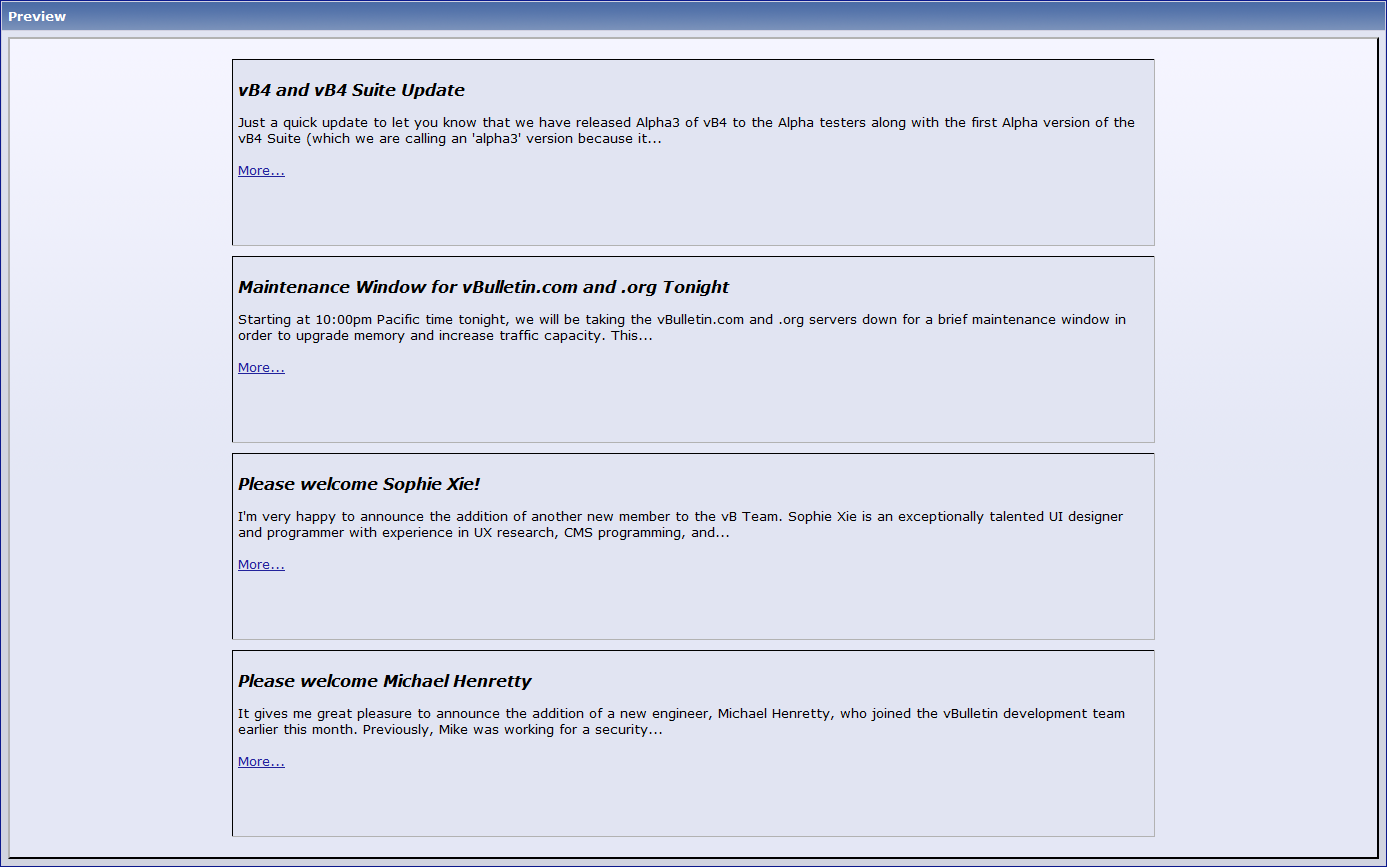 Preview
vB4 and vB4 Suite Update
Just a quick update to let you know that we have released Alpha3 of vB4 to the Alpha testers along with the first Alpha version of the
vB4 Suite (which we are calling an 'alpha3' version because it...
More...
Maintenance Window for vBulletin.com and .org Tonight
Starting at 10:00pm Pacific time tonight, we will be taking the vBulletin.com and .org servers down for a brief maintenance window in
order to upgrade memory and increase traffic capacity. This...
More...
Please welcome Sophie Xie!
I'm very happy to announce the addition of another new member to the vB Team. Sophie Xie is an exceptionally talented UI designer
and programmer with experience in UX research, CMS programming, and...
More...
Please welcome Michael Henretty
It gives me great pleasure to announce the addition of a new engineer, Michael Henretty, who joined the vBulletin development team
earlier this month. Previously, Mike was working for a security...
More...